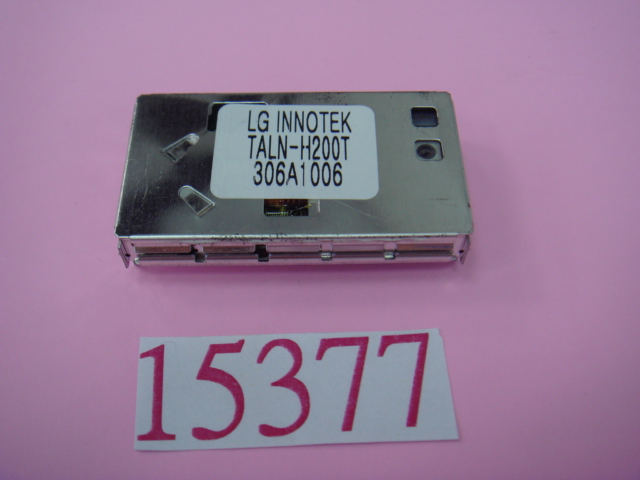 LG INNOTEK
TALN-H200T
306A1006
15377